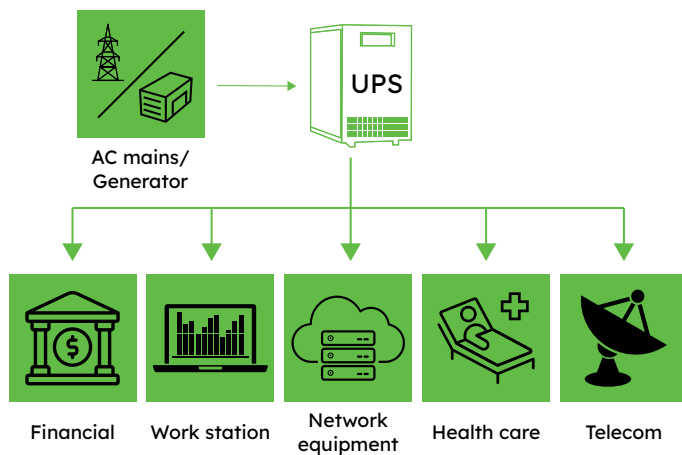 UPS
AC mains/
Generator
$
Financial
Work station
Network
equipment
Health care
Telecom